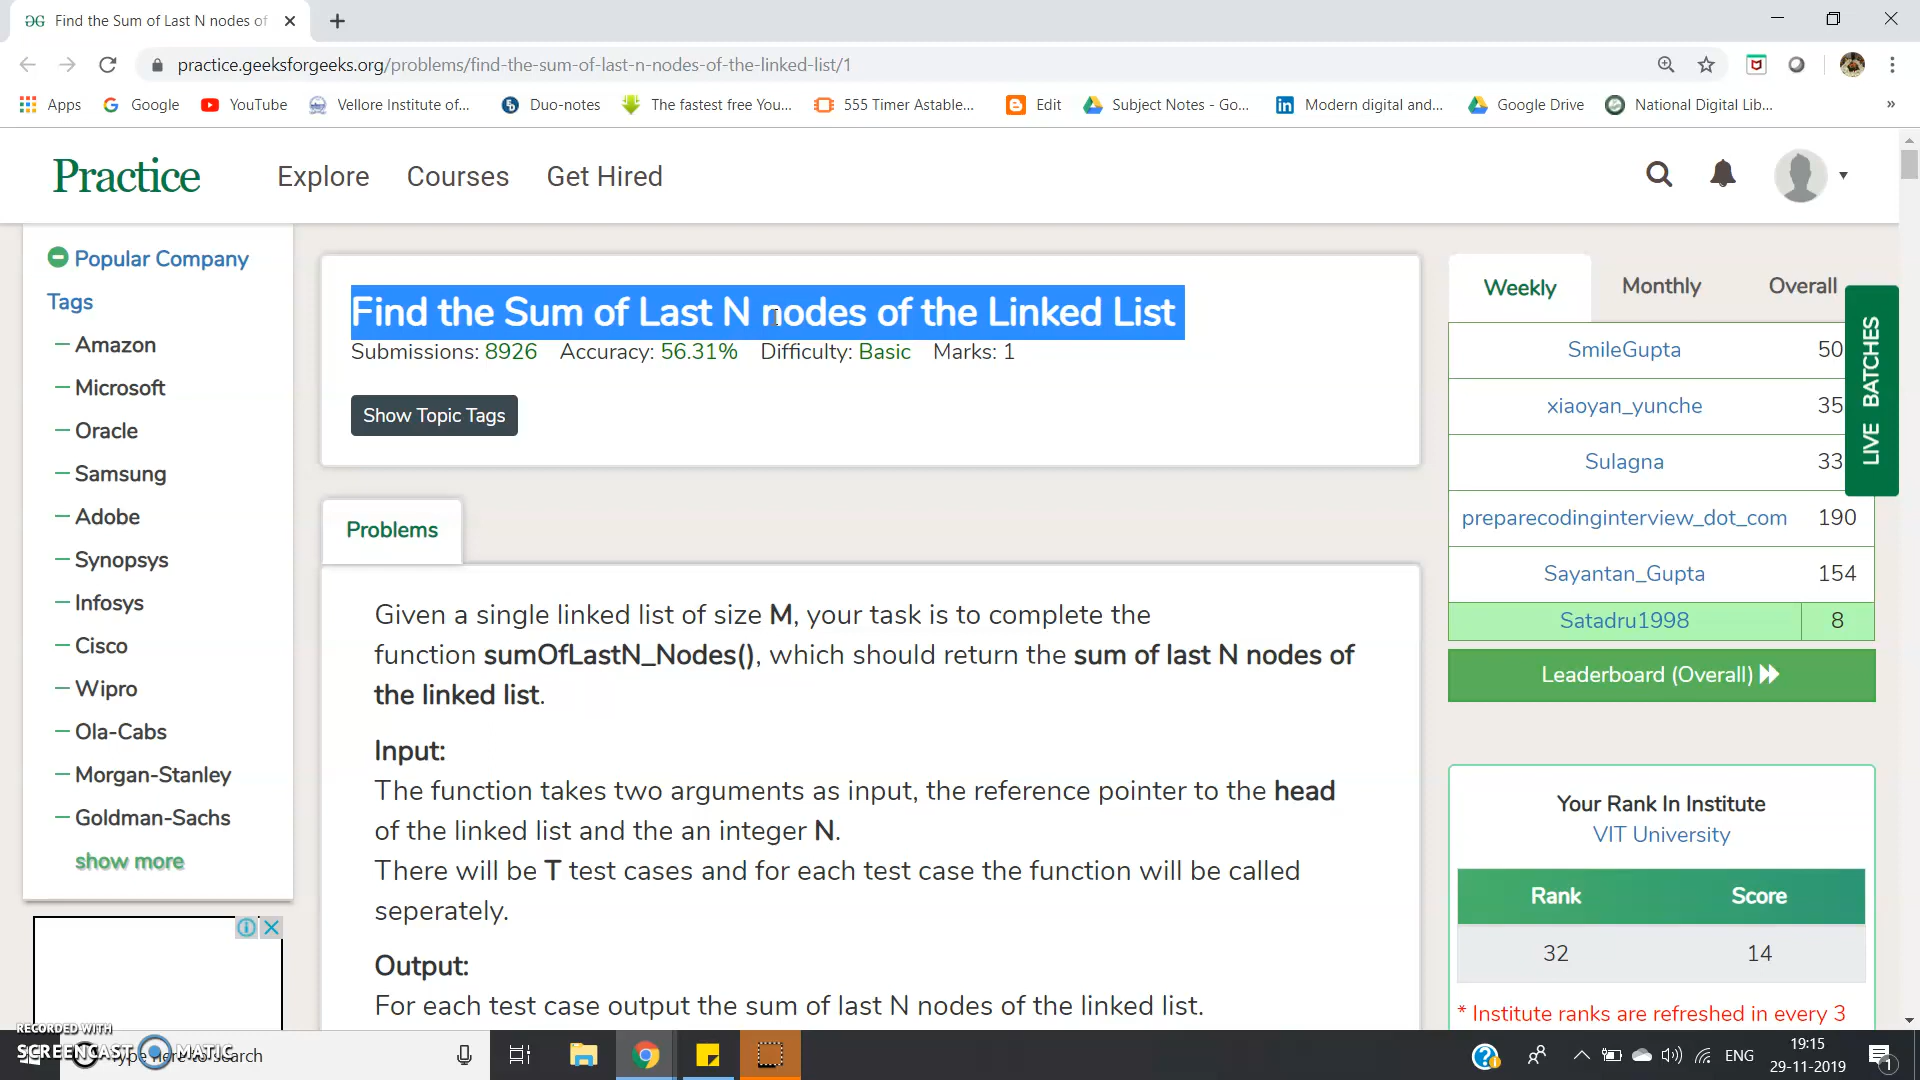 Find the Sum of Last N nodes of
practice.geeksforgeeks.org/problems/find-the-sum-of-last-n-nodes-of-the-linked-list/1
Apps Google YouTube Vellore Institute of... Duo-notes The fastest free You... 555 Timer Astable... Edit Subject Notes - Go... Modern digital and... Google Drive National Digital Lib... »
Practice Explore Courses Get Hired
Popular Company
Tags
Amazon
Microsoft
Oracle
Samsung
Adobe
Synopsys
Infosys
Cisco
Wipro
Ola-Cabs
Morgan-Stanley
Goldman-Sachs
show more
Find the Sum of Last N nodes of the Linked List
Submissions: 8926 Accuracy: 56.31% Difficulty: Basic Marks: 1
Show Topic Tags
Problems
Given a single linked list of size M, your task is to complete the
function sumOfLastN_Nodes(), which should return the sum of last N nodes of
the linked list.
Input:
The function takes two arguments as input, the reference pointer to the head
of the linked list and the an integer N.
There will be T test cases and for each test case the function will be called
seperately.
Output:
For each test case output the sum of last N nodes of the linked list.
Weekly Monthly Overall
SmileGupta 50
xiaoyan_yunche 35
Sulagna 33
preparecodinginterview_dot_com 190
Sayantan_Gupta 154
Satadru1998 8
Leaderboard (Overall)
LIVE BATCHES
Your Rank In Institute
VIT University
Rank Score
32 14
* Institute ranks are refreshed in every 3
RECORDED WITH
SCREENCAST MATIC
Type here to search
ENG
19:15
29-11-2019
1